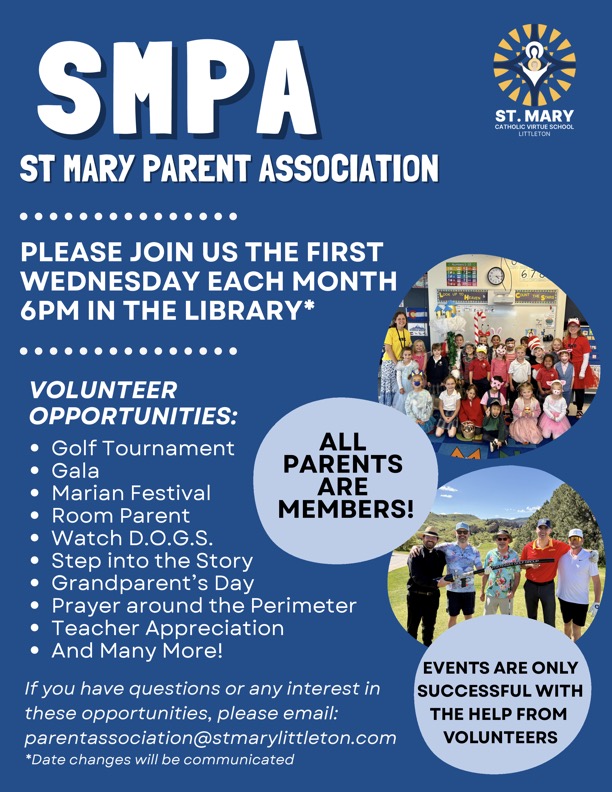 SMPA
ST. MARY
CATHOLIC VIRTUE SCHOOL
LITTLETON
ST MARY PARENT ASSOCIATION
PLEASE JOIN US THE FIRST
WEDNESDAY EACH MONTH
6PM IN THE LIBRARY*
VOLUNTEER
OPPORTUNITIES:
• Golf Tournament
• Gala
• Marian Festival
• Room Parent
• Watch D.O.G.S.
• Step into the Story
• Grandparent's Day
• Prayer around the Perimeter
• Teacher Appreciation
• And Many More!
ALL
PARENTS
ARE
MEMBERS!
EVENTS ARE ONLY
SUCCESSFUL WITH
THE HELP FROM
VOLUNTEERS
If you have questions or any interest in
these opportunities, please email:
parentassociation@stmarylittleton.com
*Date changes will be communicated